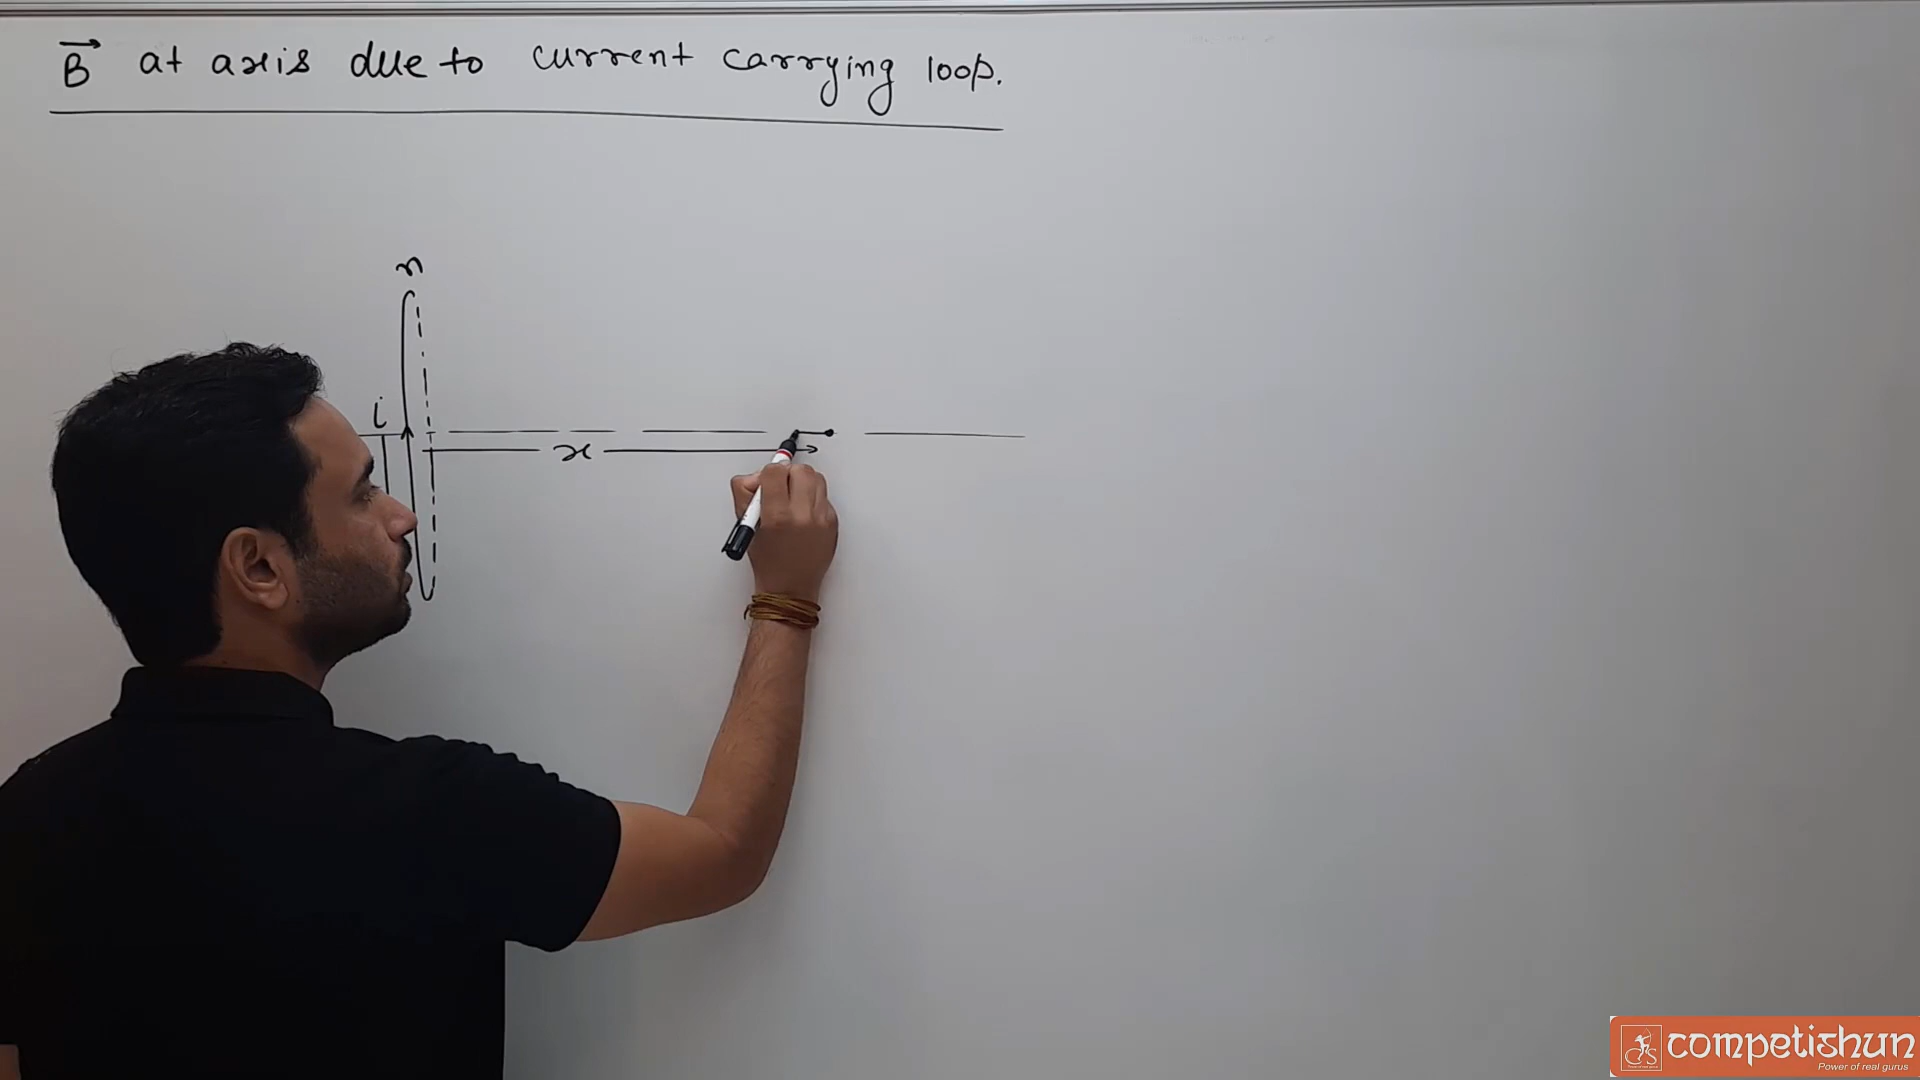 B at axis due to current carrying loop.
n
i
x
competishun
Power of real gurus